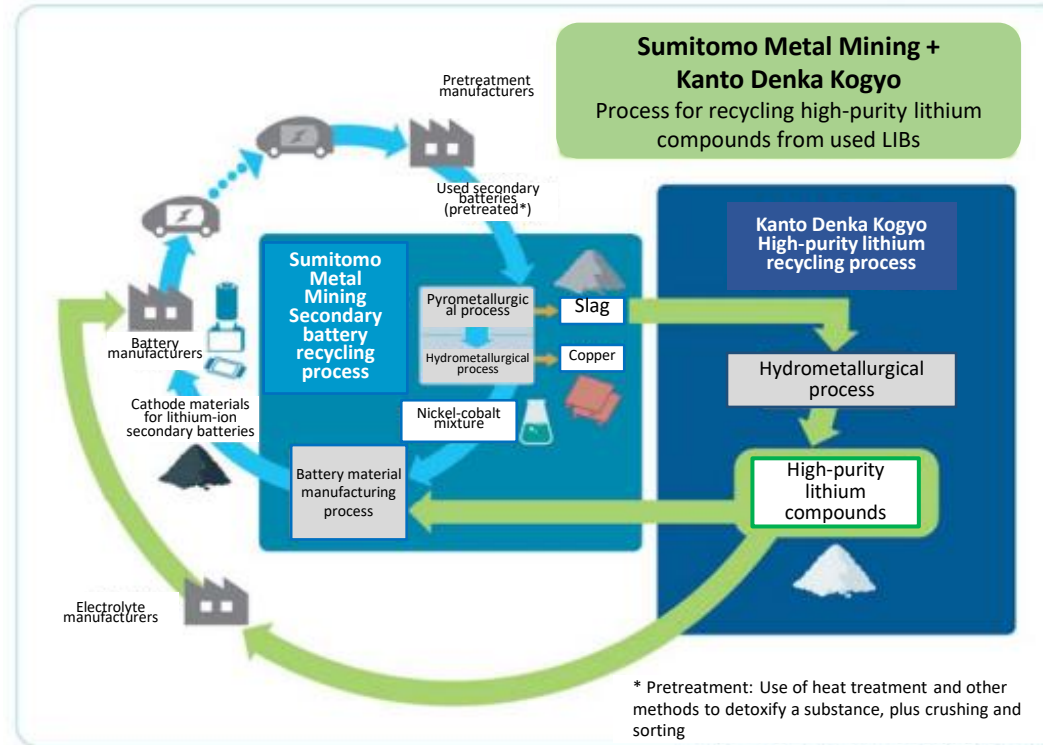 Sumitomo Metal Mining +
Kanto Denka Kogyo
Process for recycling high-purity lithium
compounds from used LIBs
Pretreatment
manufacturers
Used secondary
batteries
(pretreated*)
Kanto Denka Kogyo
High-purity lithium
recycling process
Sumitomo
Metal
Mining
Secondary
battery
recycling
process
Pyrometallurgic
al process
Slag
Hydrometallurgical process
Copper
Battery
manufacturers
Hydrometallurgical
process
Cathode materials
for lithium-ion
secondary batteries
Nickel-cobalt
mixture
Battery material
manufacturing
process
High-purity
lithium
compounds
Electrolyte
manufacturers
* Pretreatment: Use of heat treatment and other
methods to detoxify a substance, plus crushing and
sorting